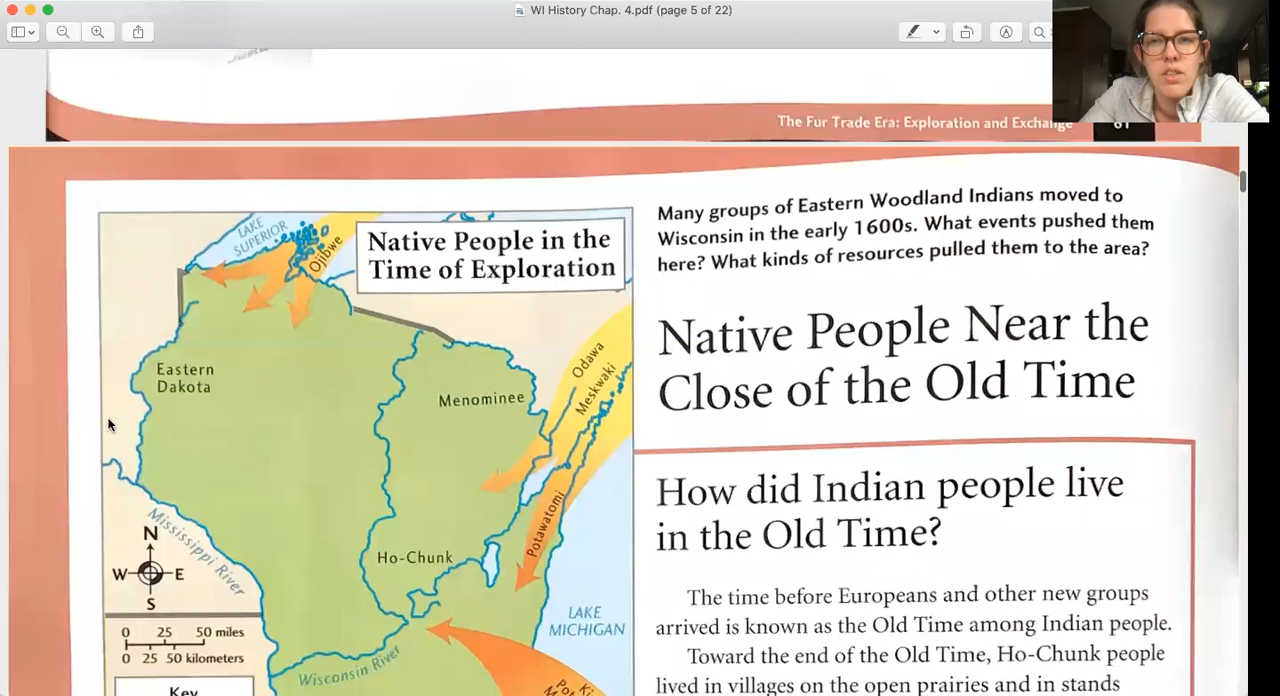 WI History Chap. 4.pdf (page 5 of 22)
The Fur Trade Era: Exploration and Exchange
Native People in the
Time of Exploration
LAKE
SUPERIOR
Ojibwe
Eastern
Dakota
Menominee
Odawa
Meskwaki
Potawatomi
Ho-Chunk
Mississippi River
N
W E
S
0 25 50 miles
0 25 50 kilometers
Key
Wisconsin River
LAKE
MICHIGAN
Many groups of Eastern Woodland Indians moved to
Wisconsin in the early 1600s. What events pushed them
here? What kinds of resources pulled them to the area?
Native People Near the
Close of the Old Time
How did Indian people live
in the Old Time?
The time before Europeans and other new groups
arrived is known as the Old Time among Indian people.
Toward the end of the Old Time, Ho-Chunk people
lived in villages on the open prairies and in stands